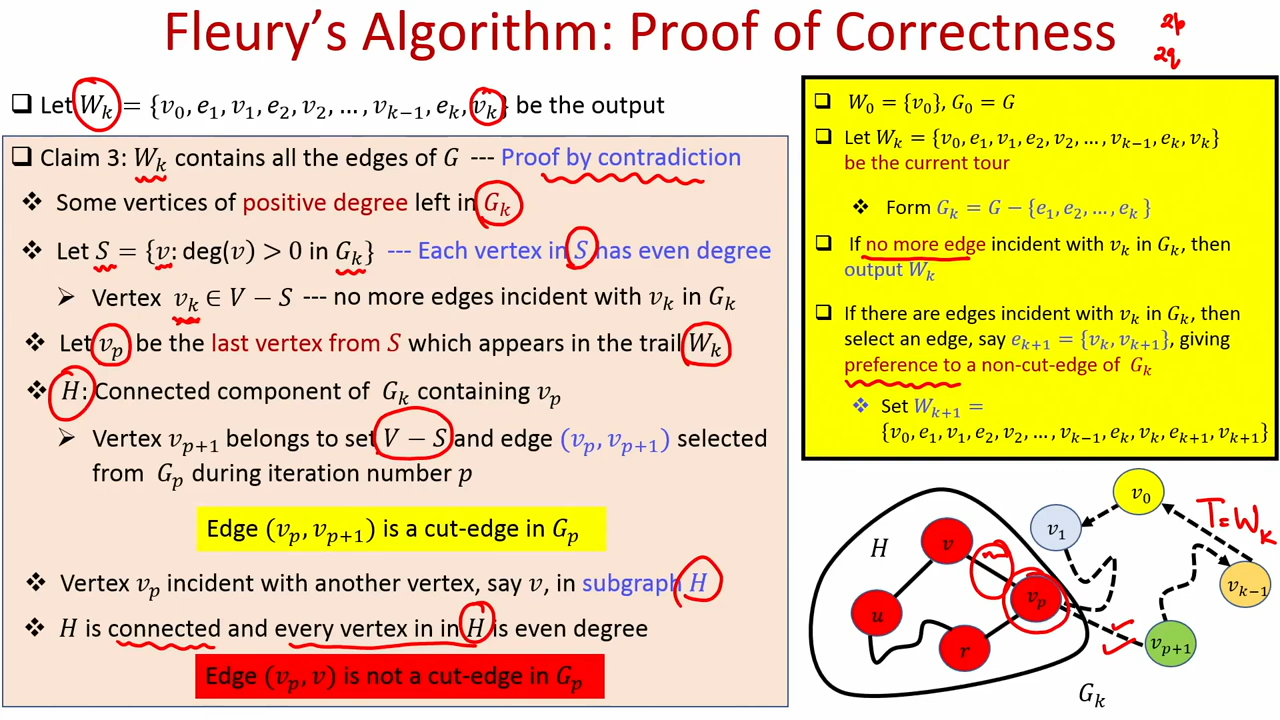 Fleury's Algorithm: Proof of Correctness
2p
2q
❑ Let W_k = {v_0, e_1, v_1, e_2, v_2, …, v_{k−1}, e_k, v_k} be the output
❑ Claim 3: W_k contains all the edges of G --- Proof by contradiction
❖ Some vertices of positive degree left in G_k
❖ Let S = {v: deg(v) > 0 in G_k} --- Each vertex in S has even degree
➢ Vertex v_k ∈ V − S --- no more edges incident with v_k in G_k
❖ Let v_p be the last vertex from S which appears in the trail W_k
❖ H: Connected component of G_k containing v_p
➢ Vertex v_{p+1} belongs to set V − S and edge (v_p, v_{p+1}) selected
from G_p during iteration number p
Edge (v_p, v_{p+1}) is a cut-edge in G_p
❖ Vertex v_p incident with another vertex, say v, in subgraph H
❖ H is connected and every vertex in in H is even degree
Edge (v_p, v) is not a cut-edge in G_p
❑ W_0 = {v_0}, G_0 = G
❑ Let W_k = {v_0, e_1, v_1, e_2, v_2, …, v_{k−1}, e_k, v_k}
be the current tour
❖ Form G_k = G − {e_1, e_2, …, e_k}
❑ If no more edge incident with v_k in G_k, then
output W_k
❑ If there are edges incident with v_k in G_k, then
select an edge, say e_{k+1} = {v_k, v_{k+1}}, giving
preference to a non-cut-edge of G_k
❖ Set W_{k+1} =
{v_0, e_1, v_1, e_2, v_2, …, v_{k−1}, e_k, v_k, e_{k+1}, v_{k+1}}
v_0
T=W_k
v_1
H
v
v_{k−1}
v_p
u
r
v_{p+1}
G_k